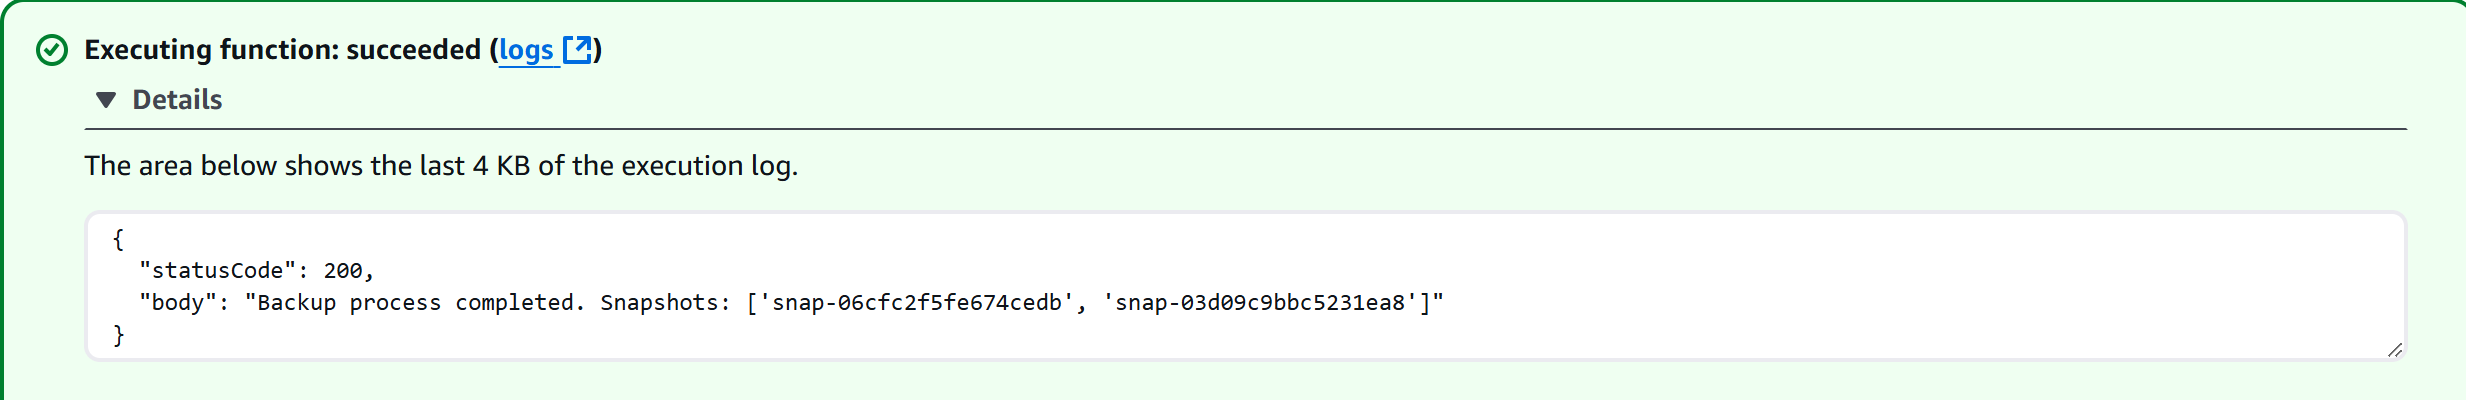 Executing function: succeeded (logs)
Details
The area below shows the last 4 KB of the execution log.
{
  "statusCode": 200,
  "body": "Backup process completed. Snapshots: ['snap-06cfc2f5fe674cedb', 'snap-03d09c9bbc5231ea8']"
}